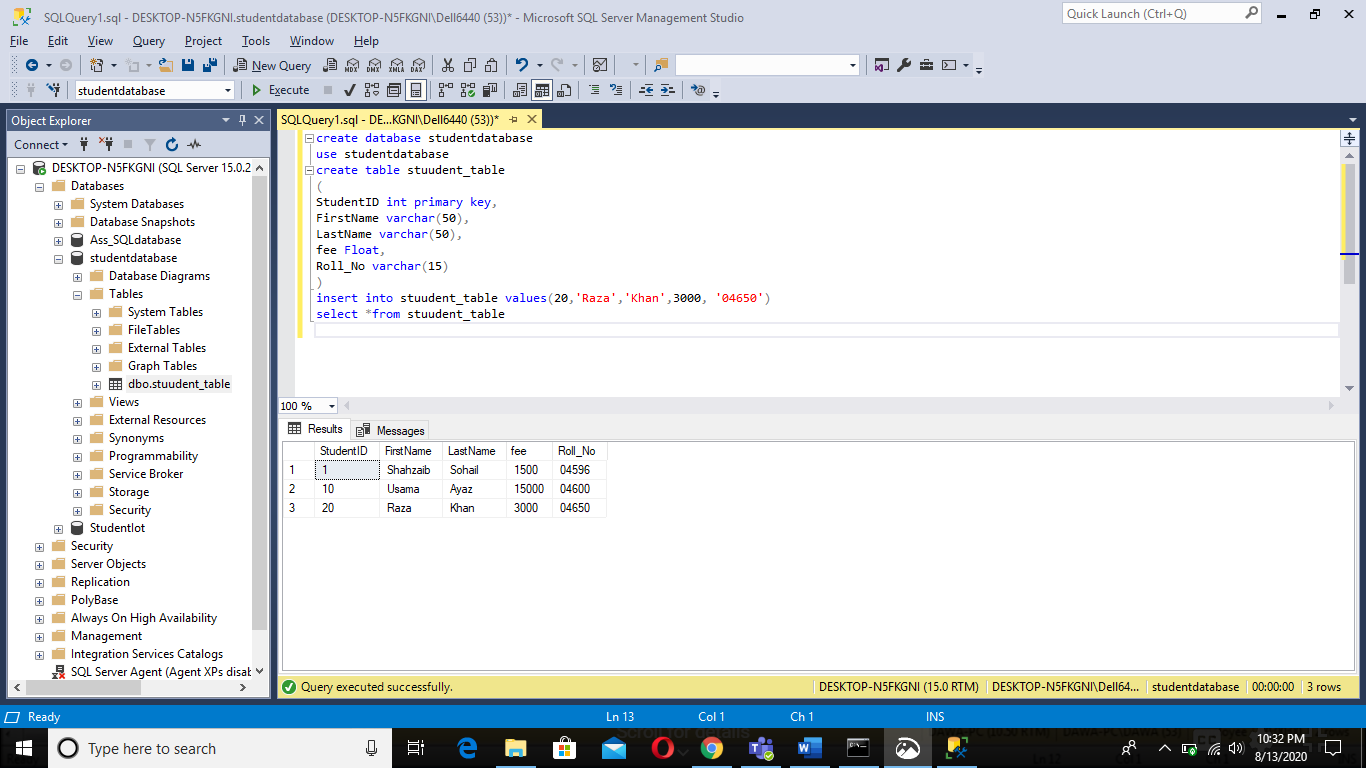 SQLQuery1.sql - DESKTOP-N5FKGNI.studentdatabase (DESKTOP-N5FKGNI\Dell6440 (53))* - Microsoft SQL Server Management Studio
Quick Launch (Ctrl+Q)
File Edit View Query Project Tools Window Help
New Query MDX DMX XMLA DAX
studentdatabase Execute
Object Explorer
SQLQuery1.sql - DE...KGNI\Dell6440 (53))*
Connect
DESKTOP-N5FKGNI (SQL Server 15.0.2
Databases
System Databases
Database Snapshots
Ass_SQLdatabase
studentdatabase
Database Diagrams
Tables
System Tables
FileTables
External Tables
Graph Tables
dbo.stuudent_table
Views
External Resources
Synonyms
Programmability
Service Broker
Storage
Security
Studentlot
Security
Server Objects
Replication
PolyBase
Always On High Availability
Management
Integration Services Catalogs
SQL Server Agent (Agent XPs disab
create database studentdatabase
use studentdatabase
create table stuudent_table
(
StudentID int primary key,
FirstName varchar(50),
LastName varchar(50),
fee Float,
Roll_No varchar(15)
)
insert into stuudent_table values(20,'Raza','Khan',3000, '04650')
select *from stuudent_table
100 %
Results Messages
StudentID FirstName LastName fee Roll_No
1 1 Shahzaib Sohail 1500 04596
2 10 Usama Ayaz 15000 04600
3 20 Raza Khan 3000 04650
Query executed successfully. DESKTOP-N5FKGNI (15.0 RTM) DESKTOP-N5FKGNI\Dell64... studentdatabase 00:00:00 3 rows
Ready Ln 13 Col 1 Ch 1 INS
Scroll for details
Type here to search
10:32 PM
8/13/2020